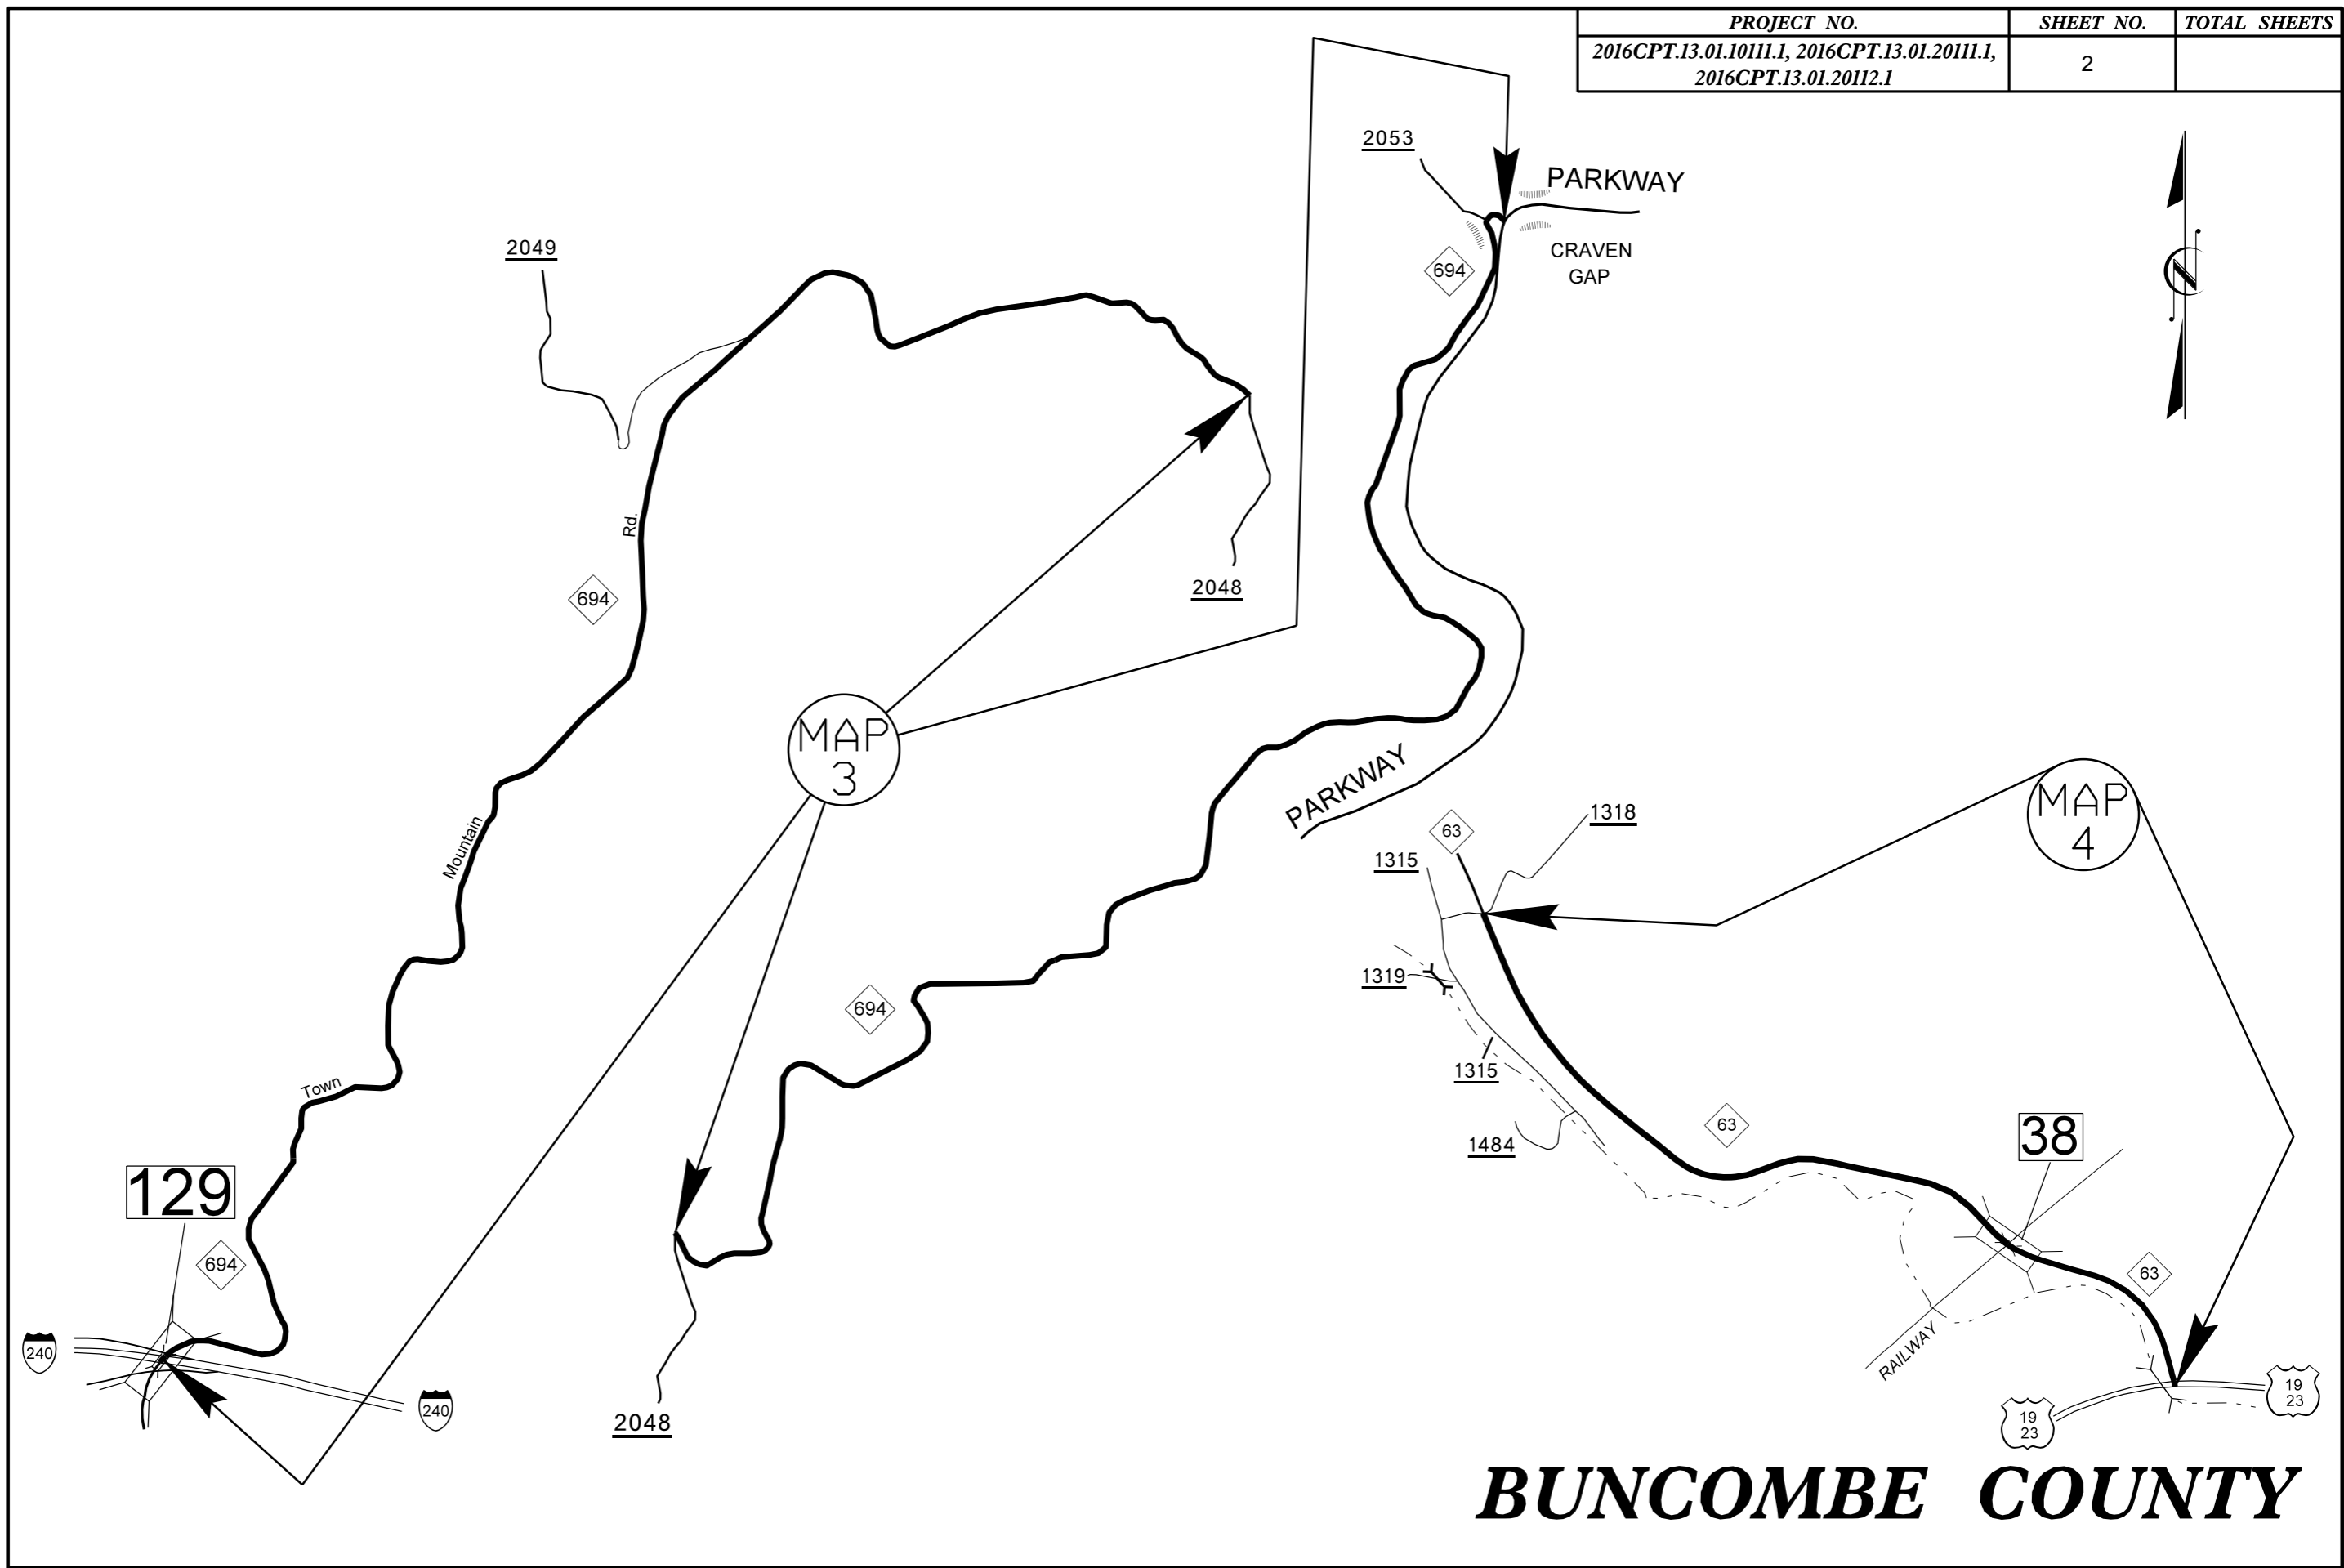 PROJECT NO.
SHEET NO.
TOTAL SHEETS
2016CPT.13.01.10111.1, 2016CPT.13.01.20111.1,
2016CPT.13.01.20112.1
2
2053
PARKWAY
CRAVEN
GAP
694
2049
N
Rd.
694
2048
MAP
3
PARKWAY
MAP
4
Mountain
63
1318
1315
1319
694
1315
Town
1484
63
38
129
694
63
RAILWAY
240
240
2048
19
23
19
23
BUNCOMBE COUNTY